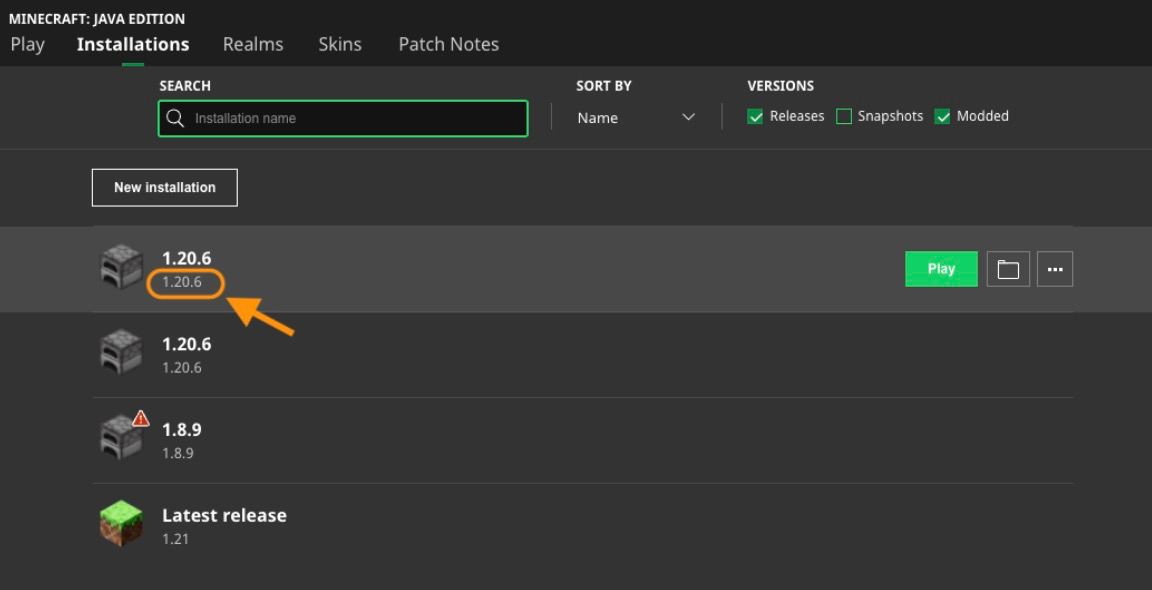 MINECRAFT: JAVA EDITION
Play Installations Realms Skins Patch Notes
SEARCH SORT BY VERSIONS
Installation name Name Releases Snapshots Modded
New installation
1.20.6
1.20.6
Play ...
1.20.6
1.20.6
1.8.9
1.8.9
Latest release
1.21